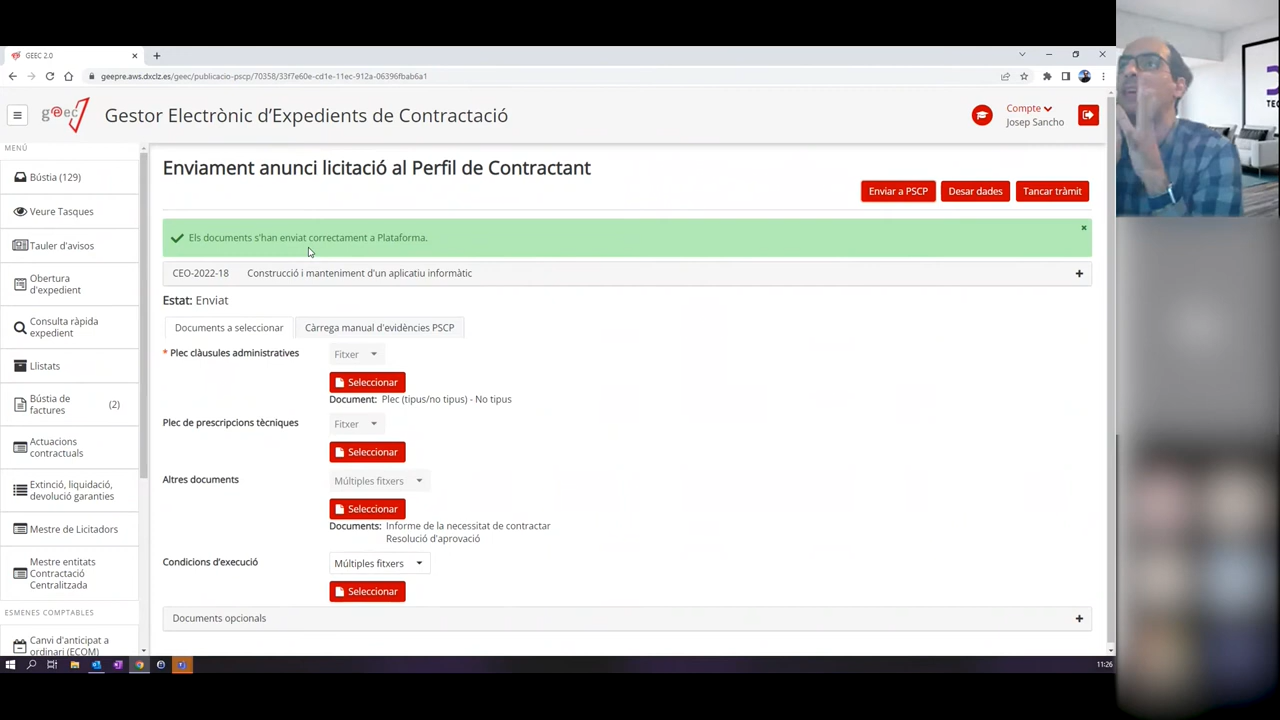 GEEC 2.0
geepre.aws.dxclz.es/geec/publicacio-pscp/70358/33f7e60e-cd1e-11ec-912a-06396fbab6a1
geec
Gestor Electrònic d'Expedients de Contractació
Compte
Josep Sancho
MENÚ
Bústia (129)
Veure Tasques
Tauler d'avisos
Obertura
d'expedient
Consulta ràpida
expedient
Llistats
Bústia de
factures
(2)
Actuacions
contractuals
Extinció, liquidació,
devolució garanties
Mestre de Licitadors
Mestre entitats
Contractació
Centralitzada
ESMENES COMPTABLES
Canvi d'anticipat a
ordinari (ECOM)
Enviament anunci licitació al Perfil de Contractant
Enviar a PSCP
Desar dades
Tancar tràmit
Els documents s'han enviat correctament a Plataforma.
CEO-2022-18 Construcció i manteniment d'un aplicatiu informàtic
Estat: Enviat
Documents a seleccionar
Càrrega manual d'evidències PSCP
* Plec clàusules administratives
Fitxer
Seleccionar
Document: Plec (tipus/no tipus) - No tipus
Plec de prescripcions tècniques
Fitxer
Seleccionar
Altres documents
Múltiples fitxers
Seleccionar
Documents: Informe de la necessitat de contractar
Resolució d'aprovació
Condicions d'execució
Múltiples fitxers
Seleccionar
Documents opcionals
11:26